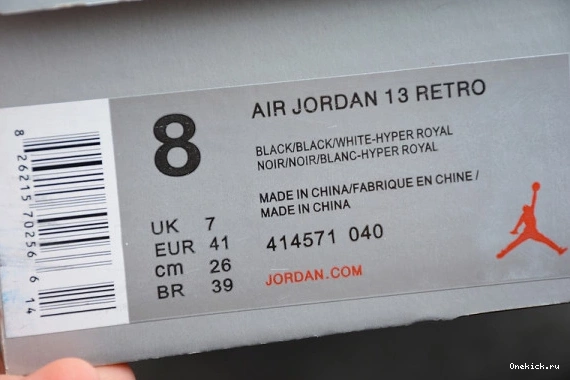 8
AIR JORDAN 13 RETRO
BLACK/BLACK/WHITE-HYPER ROYAL
NOIR/NOIR/BLANC-HYPER ROYAL
MADE IN CHINA/FABRIQUE EN CHINE/
MADE IN CHINA
UK 7
EUR 41
cm 26
BR 39
414571 040
JORDAN.COM
8 26215 70256 6 14
Onekick.ru